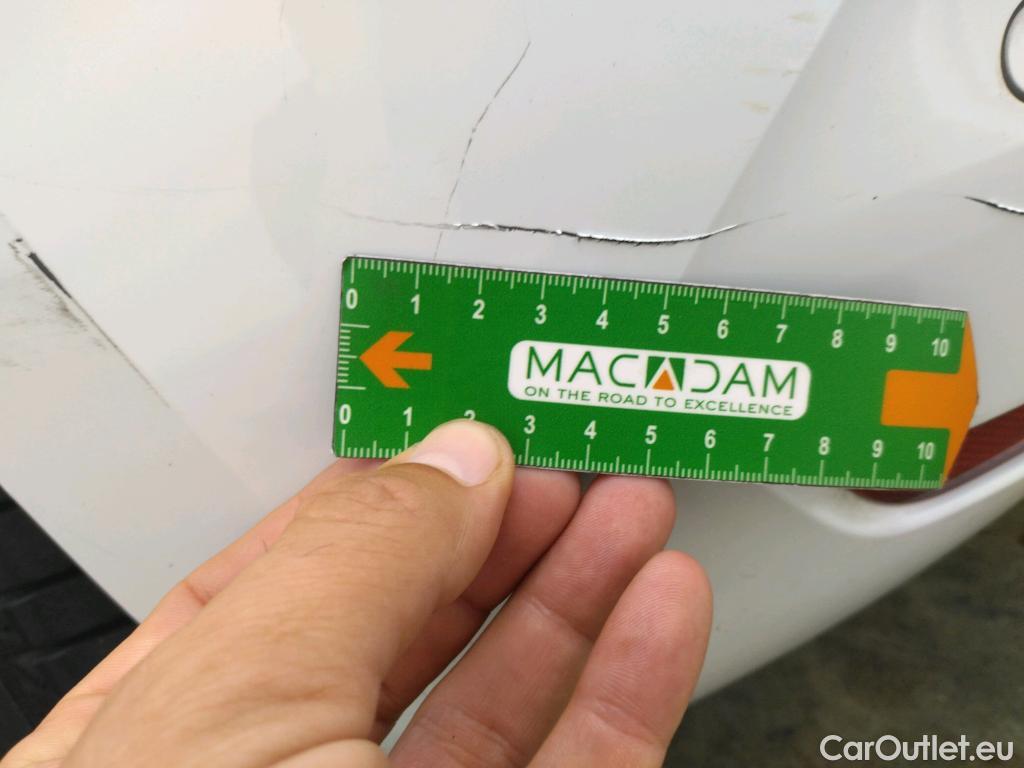 0 1 2 3 4 5 6 7 8 9 10
MACADAM
ON THE ROAD TO EXCELLENCE
0 1 2 3 4 5 6 7 8 9 10
CarOutlet.eu